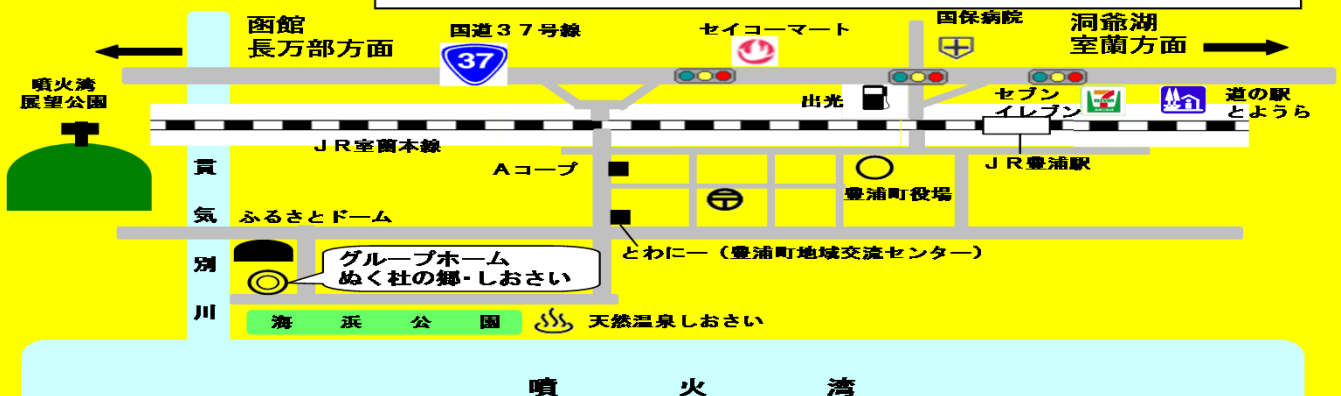 函館
長万部方面
国道37号線
37
セイコーマート
国保病院
洞爺湖
室蘭方面
噴火湾
展望公園
出光
セブン
イレブン
道の駅
とようら
JR室蘭本線
Aコープ
JR豊浦駅
豊浦町役場
貫気別川
ふるさとドーム
とわにー(豊浦町地域交流センター)
グループホーム
ぬく杜の郷・しおさい
海浜公園
天然温泉しおさい
噴火湾